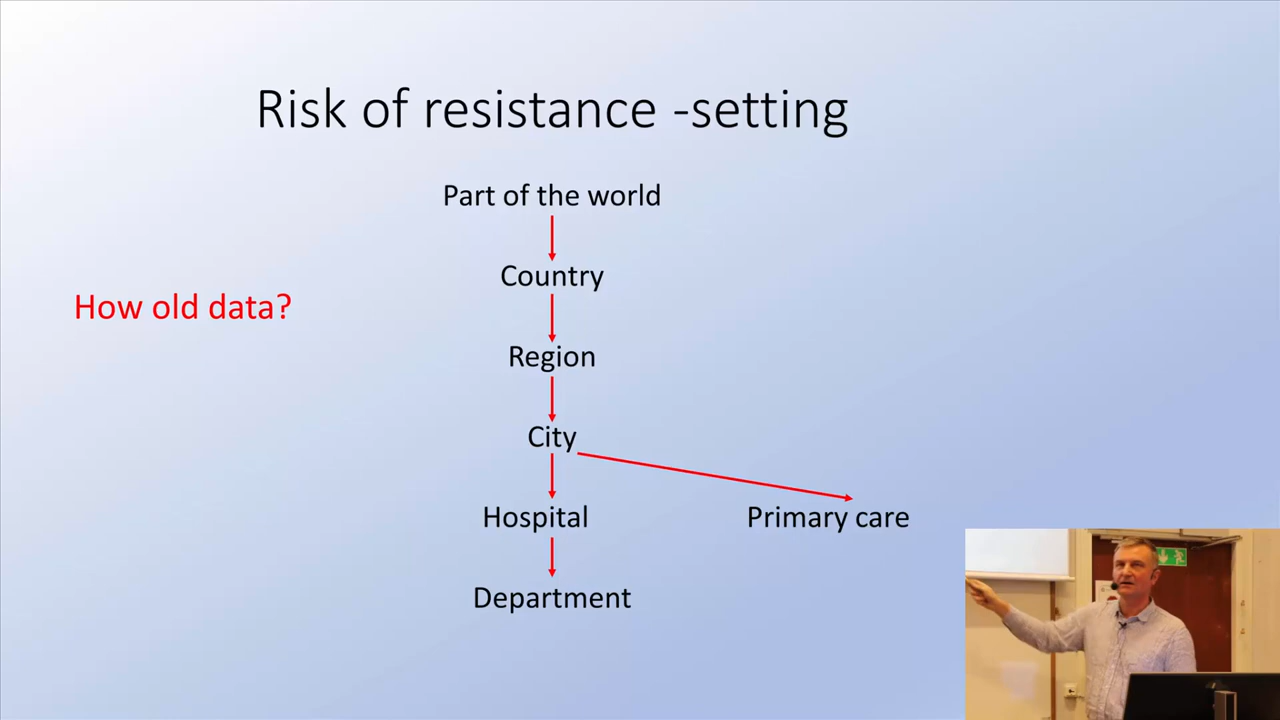 Risk of resistance -setting
Part of the world
Country
How old data?
Region
City
Hospital
Primary care
Department